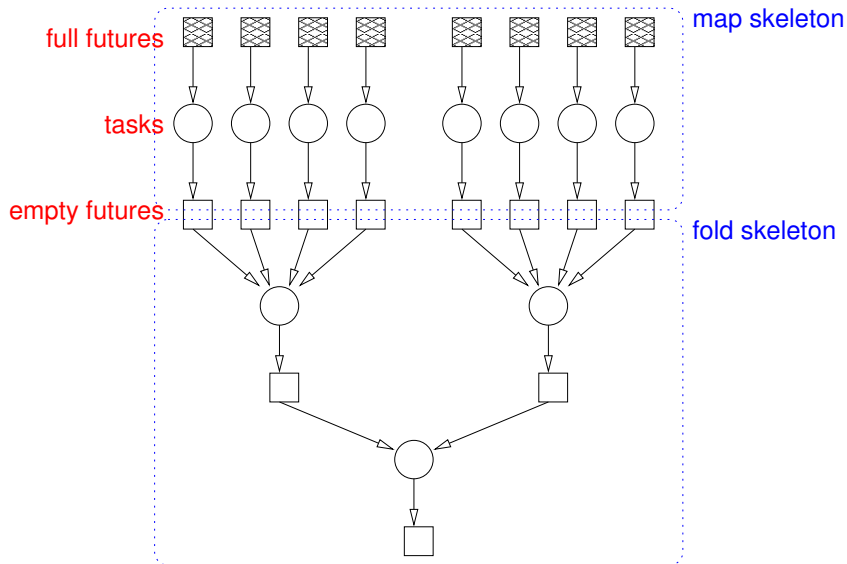 map skeleton
full futures
tasks
empty futures
fold skeleton